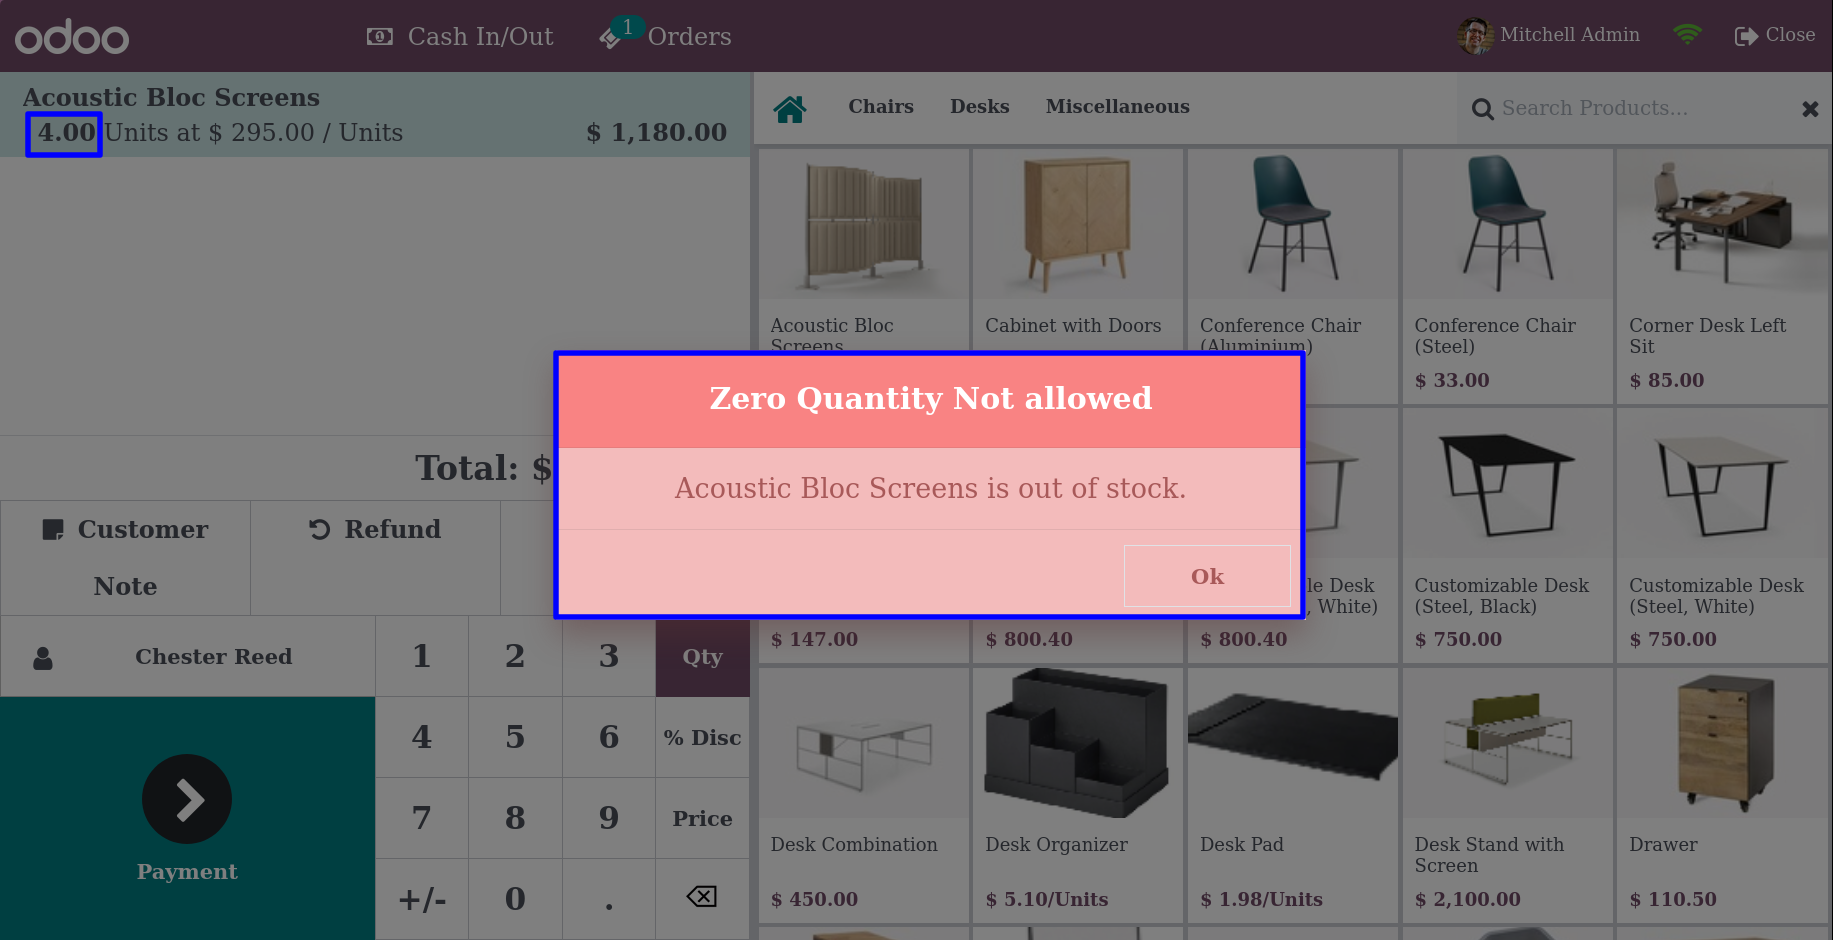 odoo
Cash In/Out
1
Orders
Mitchell Admin
Close
Acoustic Bloc Screens
4.00 Units at $ 295.00 / Units
$ 1,180.00
Chairs
Desks
Miscellaneous
Search Products...
Acoustic Bloc
Screens
Cabinet with Doors
Conference Chair
(Aluminium)
Conference Chair
(Steel)
$ 33.00
Corner Desk Left
Sit
$ 85.00
Zero Quantity Not allowed
Acoustic Bloc Screens is out of stock.
Ok
Total: $
Customer
Note
Refund
Chester Reed
1
2
3
Qty
4
5
6
% Disc
7
8
9
Price
+/-
0
.
Payment
$ 147.00
$ 800.40
Desk
, White)
$ 800.40
Customizable Desk
(Steel, Black)
$ 750.00
Customizable Desk
(Steel, White)
$ 750.00
Desk Combination
$ 450.00
Desk Organizer
$ 5.10/Units
Desk Pad
$ 1.98/Units
Desk Stand with
Screen
$ 2,100.00
Drawer
$ 110.50